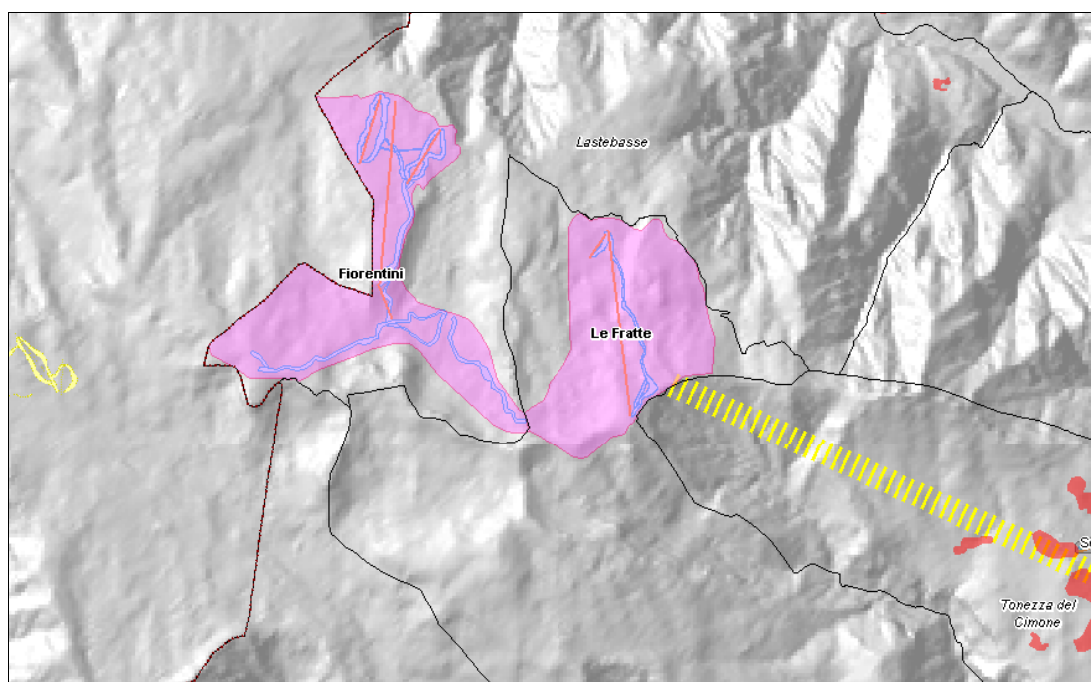 Lastebasse
Fiorentini
Le Fratte
Tonezza del
Cimone